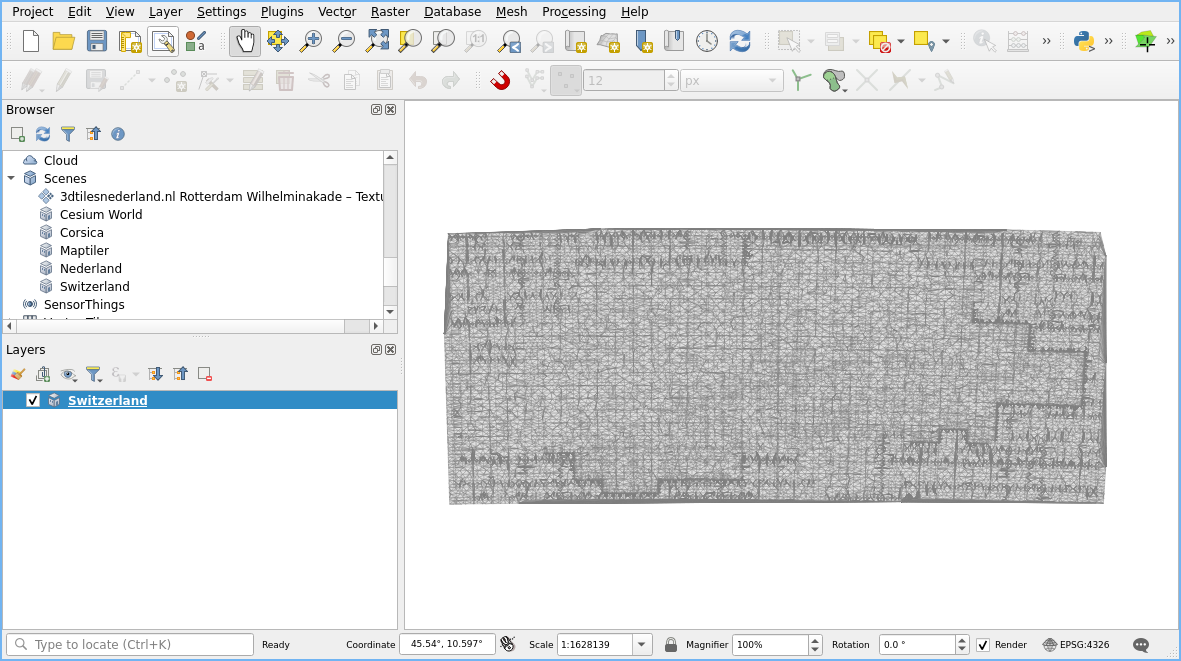 Project Edit View Layer Settings Plugins Vector Raster Database Mesh Processing Help
a
1:1
»
»
»
12
px
Browser
Cloud
Scenes
3dtilesnederland.nl Rotterdam Wilhelminakade – Textu
Cesium World
Corsica
Maptiler
Nederland
Switzerland
SensorThings
Layers
Switzerland
Type to locate (Ctrl+K)
Ready
Coordinate 45.54°, 10.597°
Scale 1:1628139
Magnifier 100%
Rotation 0.0 °
Render
EPSG:4326